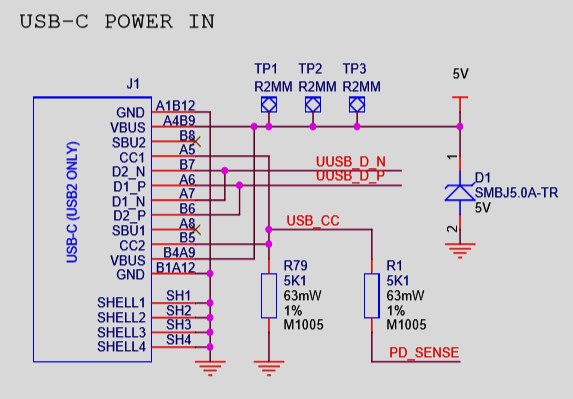 USB-C POWER IN
J1
USB-C (USB2 ONLY)
GND A1B12
VBUS A4B9
SBU2 B8
CC1 A5
D2_N B7
D1_P A6
D1_N A7
D2_P B6
SBU1 A8
CC2 B5
VBUS B4A9
GND B1A12
SHELL1 SH1
SHELL2 SH2
SHELL3 SH3
SHELL4 SH4
TP1 TP2 TP3
R2MM R2MM R2MM
5V
UUSB_D_N
UUSB_D_P
1
D1
SMBJ5.0A-TR
5V
2
USB_CC
R79
5K1
63mW
1%
M1005
R1
5K1
63mW
1%
M1005
PD_SENSE